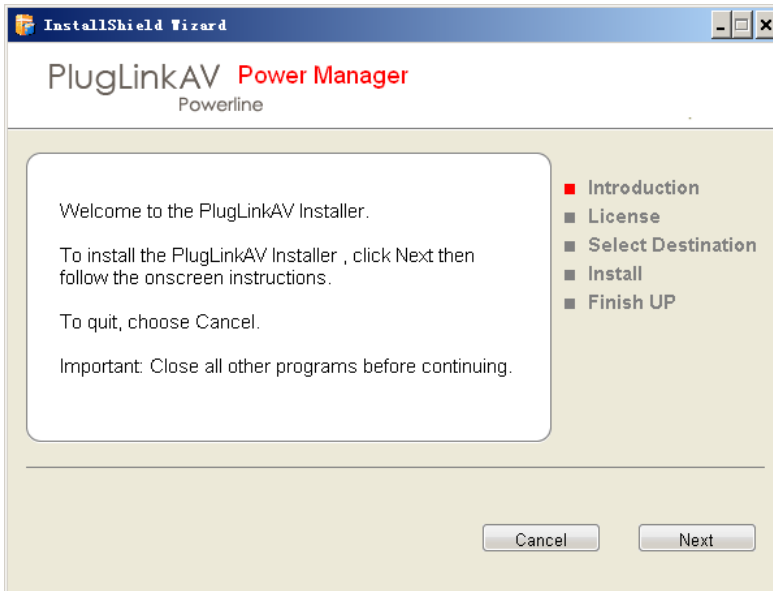 InstallShield Wizard
PlugLinkAV Power Manager
Powerline
Welcome to the PlugLinkAV Installer.
To install the PlugLinkAV Installer , click Next then
follow the onscreen instructions.
To quit, choose Cancel.
Important: Close all other programs before continuing.
Introduction
License
Select Destination
Install
Finish UP
Cancel
Next